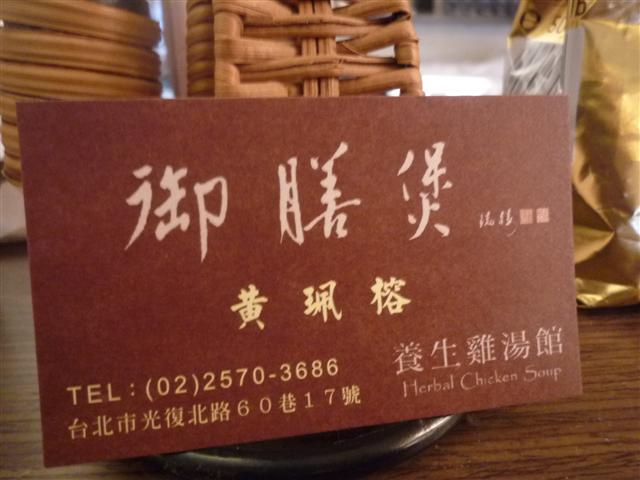 御膳煲
黃珮榕
養生雞湯館
Herbal Chicken Soup
TEL：(02)2570-3686
台北市光復北路６０巷１７號